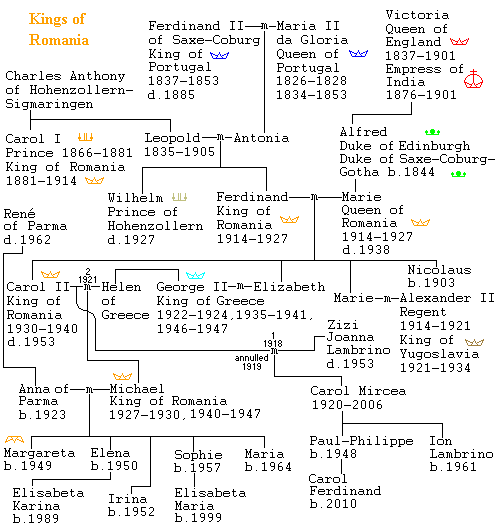 Kings of
Romania
Ferdinand II—m—Maria II
of Saxe-Coburg
King of
Portugal
1837–1853
d.1885
da Gloria
Queen of
Portugal
1826–1828
1834–1853
Victoria
Queen of
England
1837–1901
Empress of
India
1876–1901
Charles Anthony
of Hohenzollern-
Sigmaringen
Carol I
Prince 1866–1881
King of Romania
1881–1914
Leopold—m—Antonia
1835–1905
Alfred
Duke of Edinburgh
Duke of Saxe-Coburg-
Gotha b.1844
Wilhelm
Prince of
Hohenzollern
d.1927
Ferdinand—m—Marie
King of
Romania
1914–1927
Queen of
Romania
1914–1927
d.1938
René
of Parma
d.1962
Nicolaus
b.1903
Carol II
King of
Romania
1930–1940
d.1953
2
1921
m
Helen
of
Greece
George II—m—Elizabeth
King of Greece
1922–1924,1935–1941,
1946–1947
Marie—m—Alexander II
Regent
1914–1921
King of
Yugoslavia
1921–1934
1
1918
m
annulled
1919
Zizi
Joanna
Lambrino
d.1953
Anna of—m—Michael
Parma
b.1923
King of Romania
1927–1930,1940–1947
Carol Mircea
1920–2006
Margareta
b.1949
Elena
b.1950
Sophie
b.1957
Maria
b.1964
Paul-Philippe
b.1948
Ion
Lambrino
b.1961
Elisabeta
Karina
b.1989
Irina
b.1952
Elisabeta
Maria
b.1999
Carol
Ferdinand
b.2010